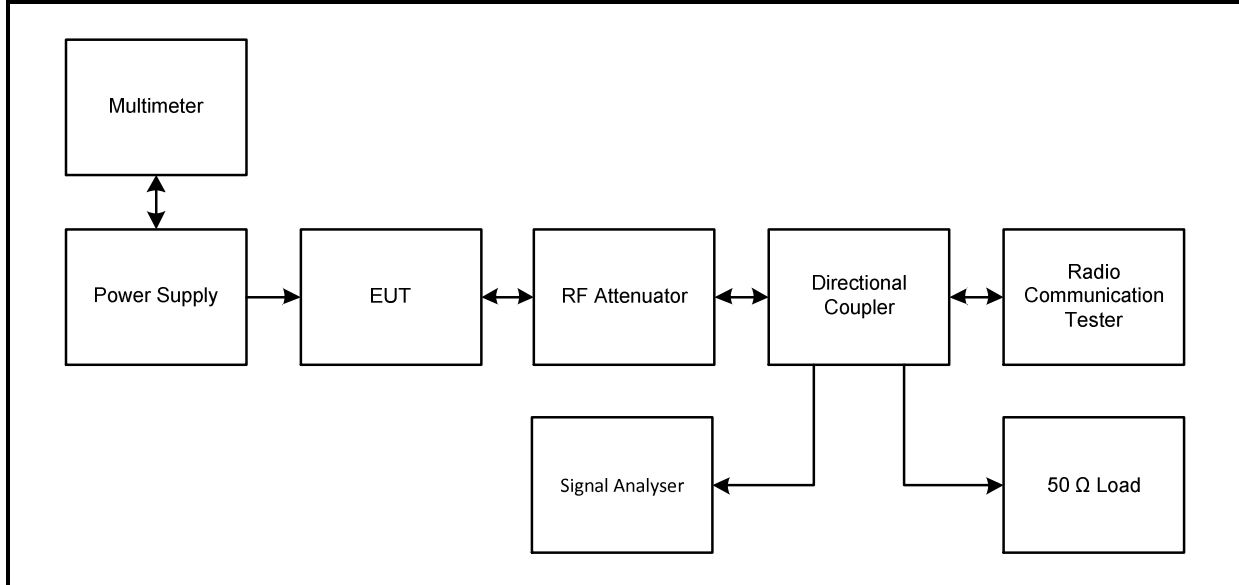 Multimeter
Power Supply
EUT
RF Attenuator
Directional
Coupler
Radio
Communication
Tester
Signal Analyser
50 Ω Load